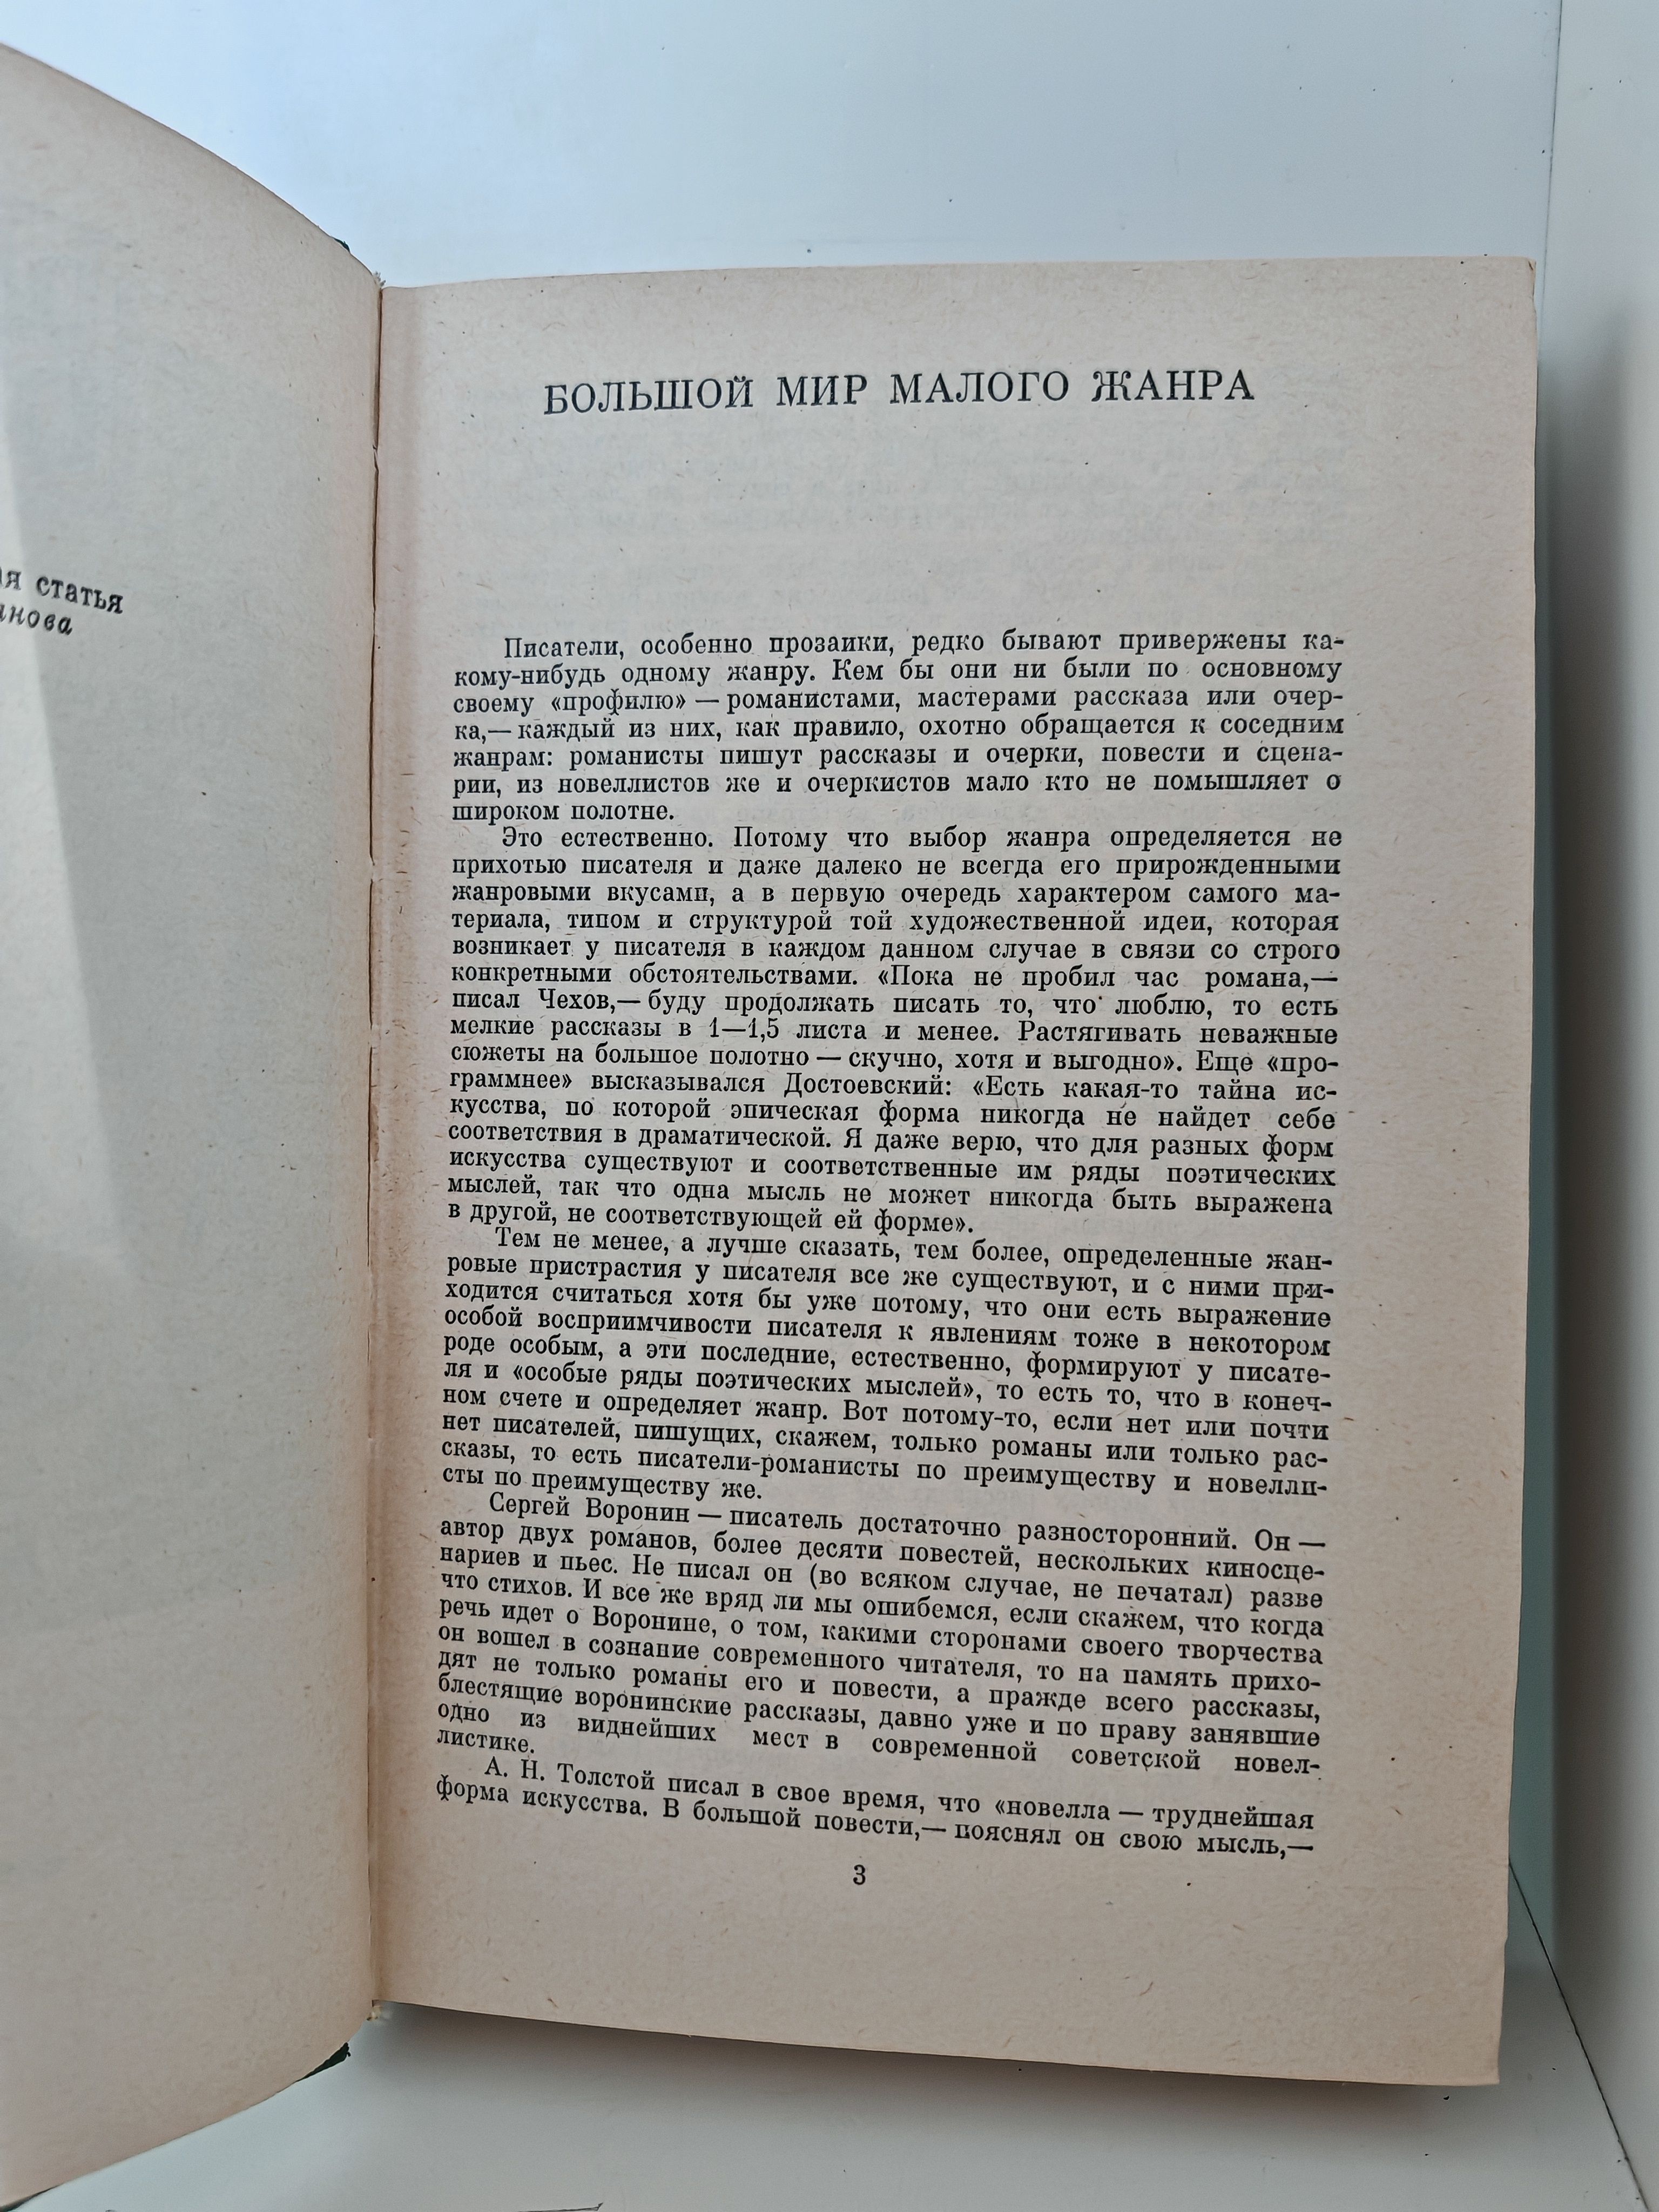 статья
БОЛЬШОЙ МИР МАЛОГО ЖАНРА
Писатели, особенно прозаики, редко бывают привержены ка-
кому-нибудь одному жанру. Кем бы они ни были по основному
своему «профилю» — романистами, мастерами рассказа или очер-
ка,— каждый из них, как правило, охотно обращается к соседним
жанрам: романисты пишут рассказы и очерки, повести и сцена-
рии, из новеллистов же и очеркистов мало кто не помышляет о
широком полотне.
Это естественно. Потому что выбор жанра определяется не
прихотью писателя и даже далеко не всегда его прирожденными
жанровыми вкусами, а в первую очередь характером самого ма-
териала, типом и структурой той художественной идеи, которая
возникает у писателя в каждом данном случае в связи со строго
конкретными обстоятельствами. «Пока не пробил час романа,—
писал Чехов,— буду продолжать писать то, что люблю, то есть
мелкие рассказы в 1—1,5 листа и менее. Растягивать неважные
сюжеты на большое полотно — скучно, хотя и выгодно». Еще «про-
граммнее» высказывался Достоевский: «Есть какая-то тайна ис-
кусства, по которой эпическая форма никогда не найдет себе
соответствия в драматической. Я даже верю, что для разных форм
искусства существуют и соответственные им ряды поэтических
мыслей, так что одна мысль не может никогда быть выражена
в другой, не соответствующей ей форме».
Тем не менее, а лучше сказать, тем более, определенные жан-
ровые пристрастия у писателя все же существуют, и с ними при-
ходится считаться хотя бы уже потому, что они есть выражение
особой восприимчивости писателя к явлениям тоже в некотором
роде особым, а эти последние, естественно, формируют у писате-
ля и «особые ряды поэтических мыслей», то есть то, что в конеч-
ном счете и определяет жанр. Вот потому-то, если нет или почти
нет писателей, пишущих, скажем, только романы или только рас-
сказы, то есть писатели-романисты по преимуществу и новелли-
сты по преимуществу же.
Сергей Воронин — писатель достаточно разносторонний. Он —
автор двух романов, более десяти повестей, нескольких киносце-
нариев и пьес. Не писал он (во всяком случае, не печатал) разве
что стихов. И все же вряд ли мы ошибемся, если скажем, что когда
речь идет о Воронине, о том, какими сторонами своего творчества
он вошел в сознание современного читателя, то на память прихо-
дят не только романы его и повести, а пражде всего рассказы,
блестящие воронинские рассказы, давно уже и по праву занявшие
одно из виднейших мест в современной советской новел-
листике.
А. Н. Толстой писал в свое время, что «новелла — труднейшая
форма искусства. В большой повести,— пояснял он свою мысль,—
3